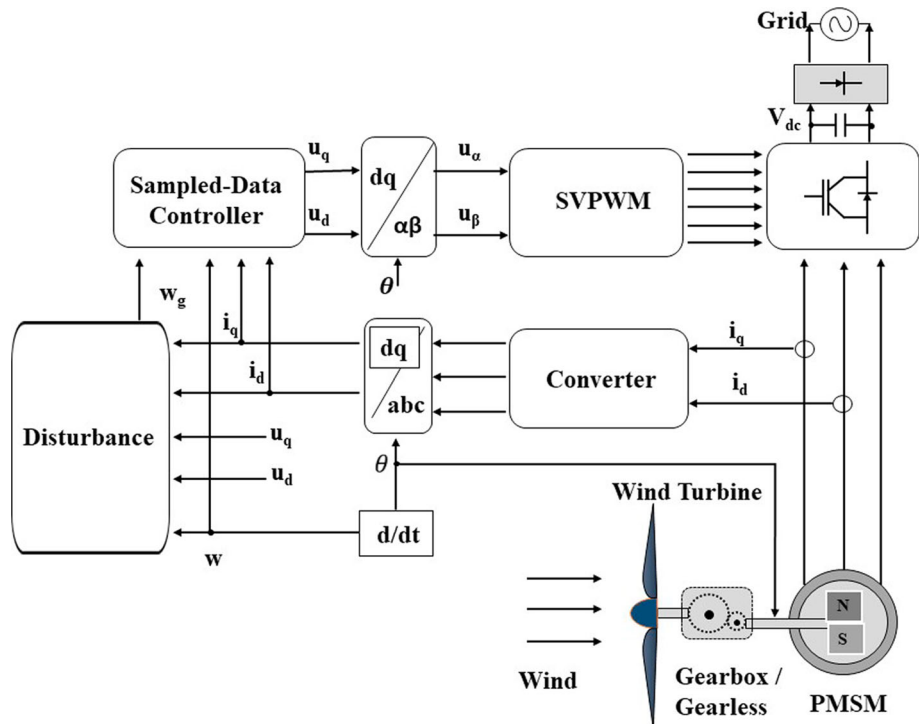 Grid
V_dc
u_q
u_α
Sampled-Data
Controller
dq
SVPWM
u_d
αβ
u_β
w_g
θ
i_q
i_q
dq
i_d
Converter
i_d
abc
Disturbance
u_q
θ
u_d
Wind Turbine
d/dt
w
N
S
Wind
Gearbox /
Gearless
PMSM